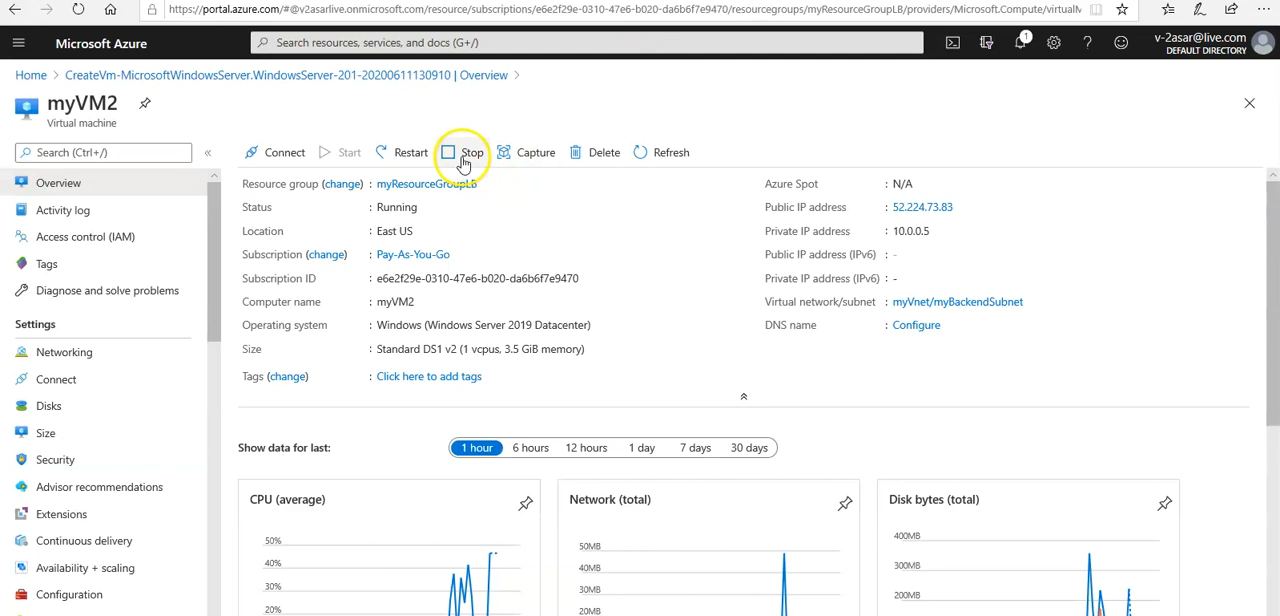 https://portal.azure.com/#@v2asarlive.onmicrosoft.com/resource/subscriptions/e6e2f29e-0310-47e6-b020-da6b6f7e9470/resourcegroups/myResourceGroupLB/providers/Microsoft.Compute/virtualM
Microsoft Azure
Search resources, services, and docs (G+/)
1
v-2asar@live.com
DEFAULT DIRECTORY
Home > CreateVm-MicrosoftWindowsServer.WindowsServer-201-20200611130910 | Overview >
myVM2
Virtual machine
Search (Ctrl+/)
«
Connect Start Restart Stop Capture Delete Refresh
Overview
Activity log
Access control (IAM)
Tags
Diagnose and solve problems
Settings
Networking
Connect
Disks
Size
Security
Advisor recommendations
Extensions
Continuous delivery
Availability + scaling
Configuration
Resource group (change) : myResourceGroupLB
Status : Running
Location : East US
Subscription (change) : Pay-As-You-Go
Subscription ID : e6e2f29e-0310-47e6-b020-da6b6f7e9470
Computer name : myVM2
Operating system : Windows (Windows Server 2019 Datacenter)
Size : Standard DS1 v2 (1 vcpus, 3.5 GiB memory)
Tags (change) : Click here to add tags
Azure Spot : N/A
Public IP address : 52.224.73.83
Private IP address : 10.0.0.5
Public IP address (IPv6) : -
Private IP address (IPv6) : -
Virtual network/subnet : myVnet/myBackendSubnet
DNS name : Configure
Show data for last: 1 hour 6 hours 12 hours 1 day 7 days 30 days
CPU (average)
50%
40%
30%
20%
Network (total)
50MB
40MB
30MB
20MB
Disk bytes (total)
400MB
300MB
200MB